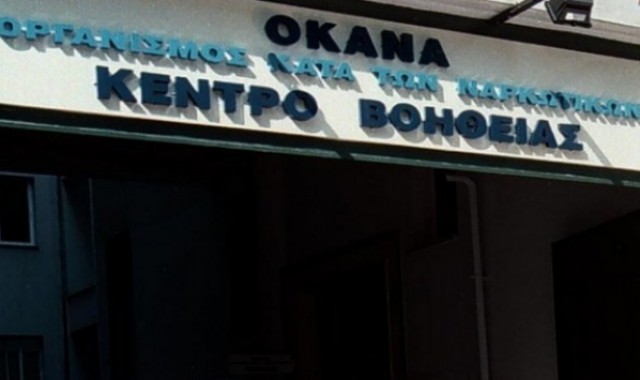 ΟΚΑΝΑ
ΟΡΓΑΝΙΣΜΟΣ ΚΑΤΑ ΤΩΝ ΝΑΡΚΩΤΙΚΩΝ
ΚΕΝΤΡΟ ΒΟΗΘΕΙΑΣ